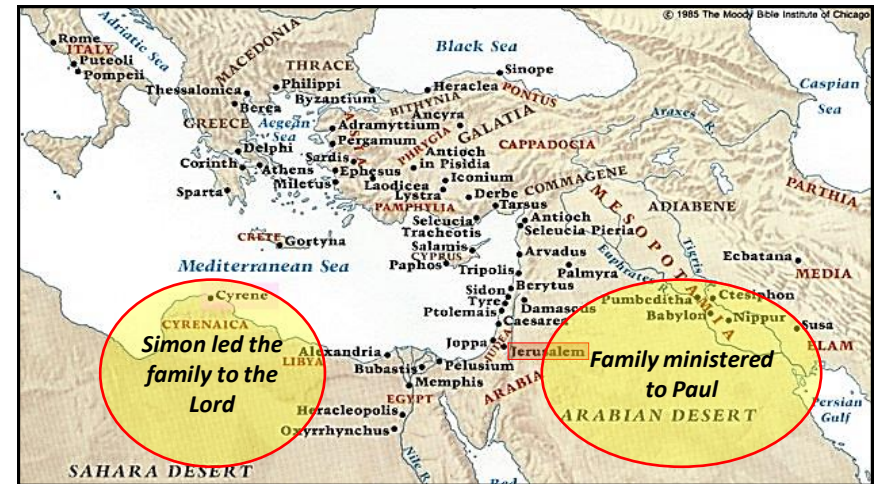 © 1985 The Moody Bible Institute of Chicago
Adriatic Sea
Rome
ITALY
Puteoli
Pompeii
MACEDONIA
THRACE
Black Sea
Sinope
Caspian
Sea
Thessalonica
Philippi
Byzantium
Heraclea
PONTUS
BITHYNIA
Berea
Ancyra
GALATIA
Araxes R.
GREECE
Aegean
Sea
Adramyttium
Pergamum
ASIA
PHRYGIA
CAPPADOCIA
Delphi
Sardis
Antioch
in Pisidia
Corinth
Athens
Ephesus
Iconium
COMMAGENE
PARTHIA
Sparta
Miletus
Laodicea
Lystra
Derbe
MESOPOTAMIA
ADIABENE
PAMPHYLIA
Tarsus
Seleucia
Tracheotis
Antioch
Seleucia Pieria
CRETE
Gortyna
Salamis
CYPRUS
Arvadus
Euphrates R.
Tigris
Ecbatana
MEDIA
Mediterranean Sea
Paphos
Tripolis
Palmyra
Cyrene
Sidon
Berytus
Tyre
Pumbeditha
Ctesiphon
CYRENAICA
Ptolemais
Damascus
Babylon
Nippur
Susa
Caesarea
ELAM
Simon led the
family to the
Lord
LIBYA
Alexandria
Joppa
JUDEA
Jerusalem
Family ministered
to Paul
Bubastis
Pelusium
Memphis
ARABIA
Persian
Gulf
EGYPT
Heracleopolis
ARABIAN DESERT
Oxyrrhynchus
SAHARA DESERT
Nile R.
Red